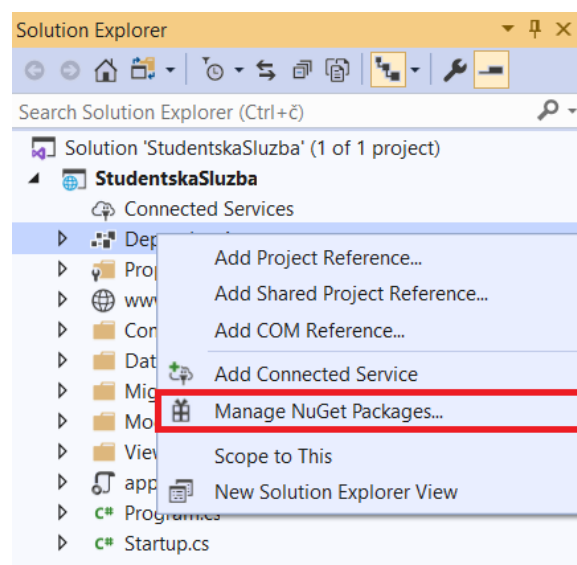 Solution Explorer
Search Solution Explorer (Ctrl+č)
Solution 'StudentskaSluzba' (1 of 1 project)
StudentskaSluzba
Connected Services
Add Project Reference...
Add Shared Project Reference...
Add COM Reference...
Add Connected Service
Manage NuGet Packages...
Scope to This
New Solution Explorer View
C# Program.cs
C# Startup.cs